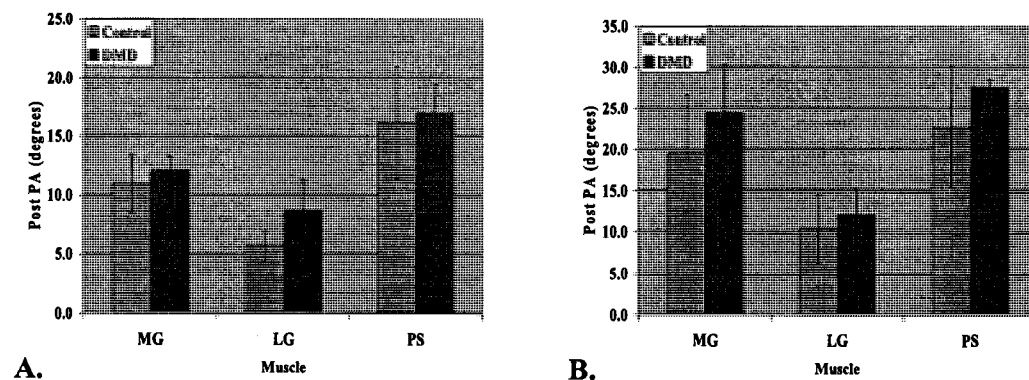 25.0
20.0
15.0
10.0
5.0
0.0
Post PA (degrees)
Control
DMD
MG LG PS
Muscle
A.
35.0
30.0
25.0
20.0
15.0
10.0
5.0
0.0
Post PA (degrees)
Control
DMD
MG LG PS
Muscle
B.